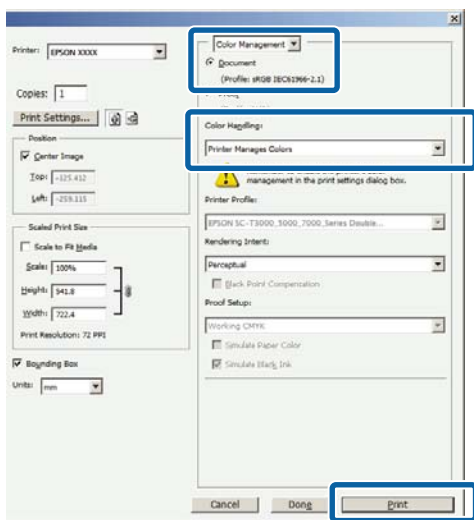 Printer: EPSON XXXX
Copies: 1
Print Settings...
Position
Center Image
Top: -125.412
Left: -259.115
Scaled Print Size
Scale to Fit Media
Scale: 100%
Height: 541.8
Width: 722.4
Print Resolution: 72 PPI
Bounding Box
Units: mm
Color Management
Document
(Profile: sRGB IEC61966-2.1)
Color Handling:
Printer Manages Colors
management in the print settings dialog box.
Printer Profile:
EPSON SC-T3000_5000_7000_Series Double...
Rendering Intent:
Perceptual
Black Point Compensation
Proof Setup:
Working CMYK
Simulate Paper Color
Simulate Black Ink
Cancel
Done
Print